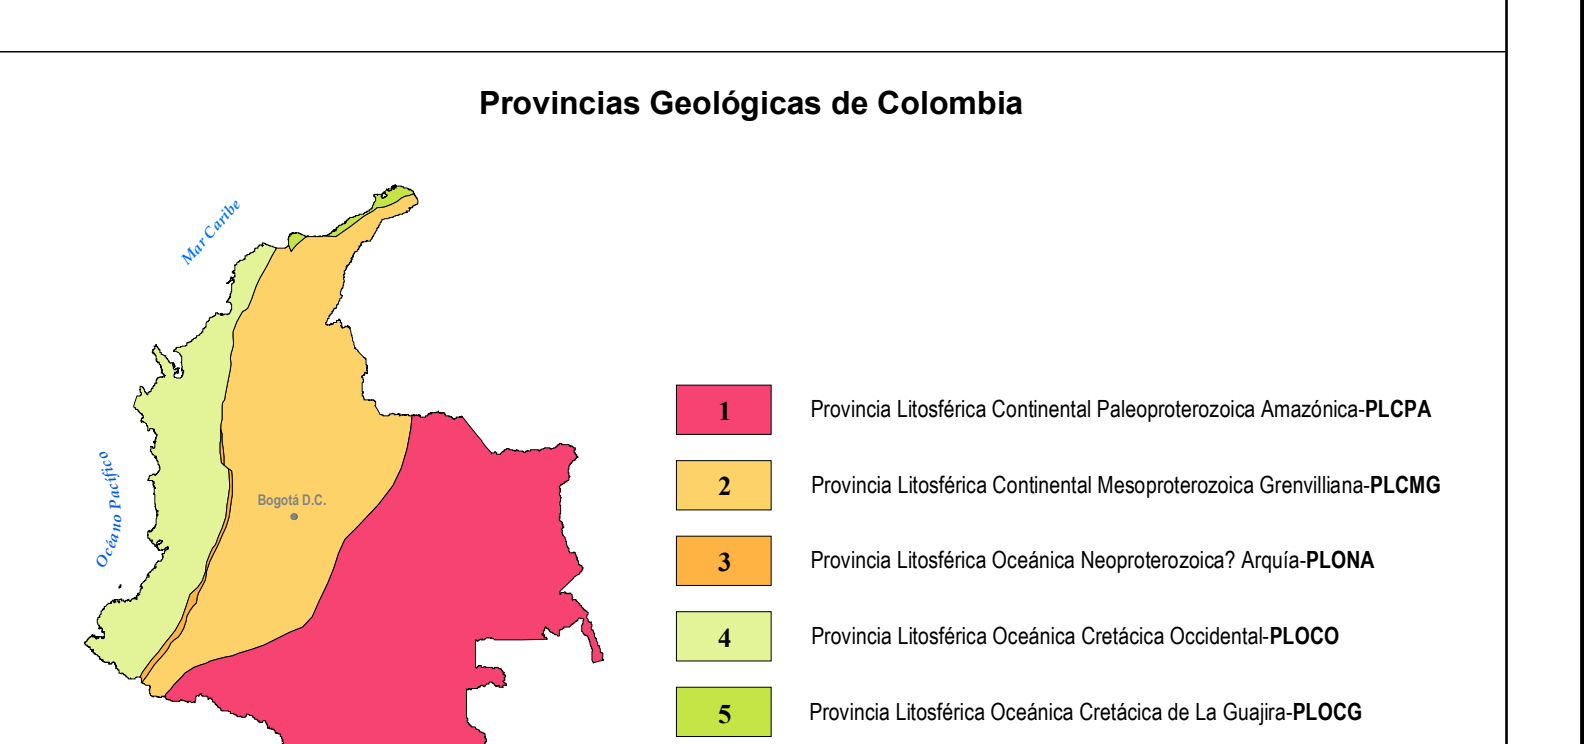 Provincias Geológicas de Colombia
Mar Caribe
Océano Pacífico
Bogotá D.C.
1 Provincia Litosférica Continental Paleoproterozoica Amazónica-PLCPA
2 Provincia Litosférica Continental Mesoproterozoica Grenvilliana-PLCMG
3 Provincia Litosférica Oceánica Neoproterozoica? Arquía-PLONA
4 Provincia Litosférica Oceánica Cretácica Occidental-PLOCO
5 Provincia Litosférica Oceánica Cretácica de La Guajira-PLOCG